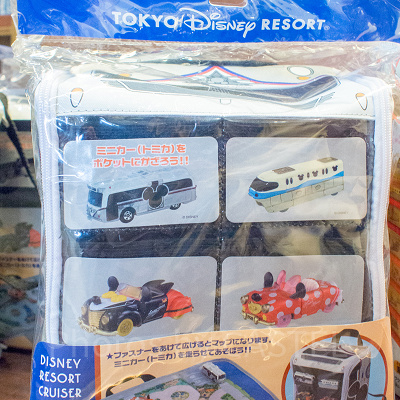 TOKYO Disney RESORT
ミニカー(トミカ)を
ポケットにかざろう!!
©DISNEY
©DISNEY
★ファスナーをあけて広げるとマップになります。
ミニカー(トミカ)を走らせてあそぼう!!
DISNEY
RESORT
CRUISER